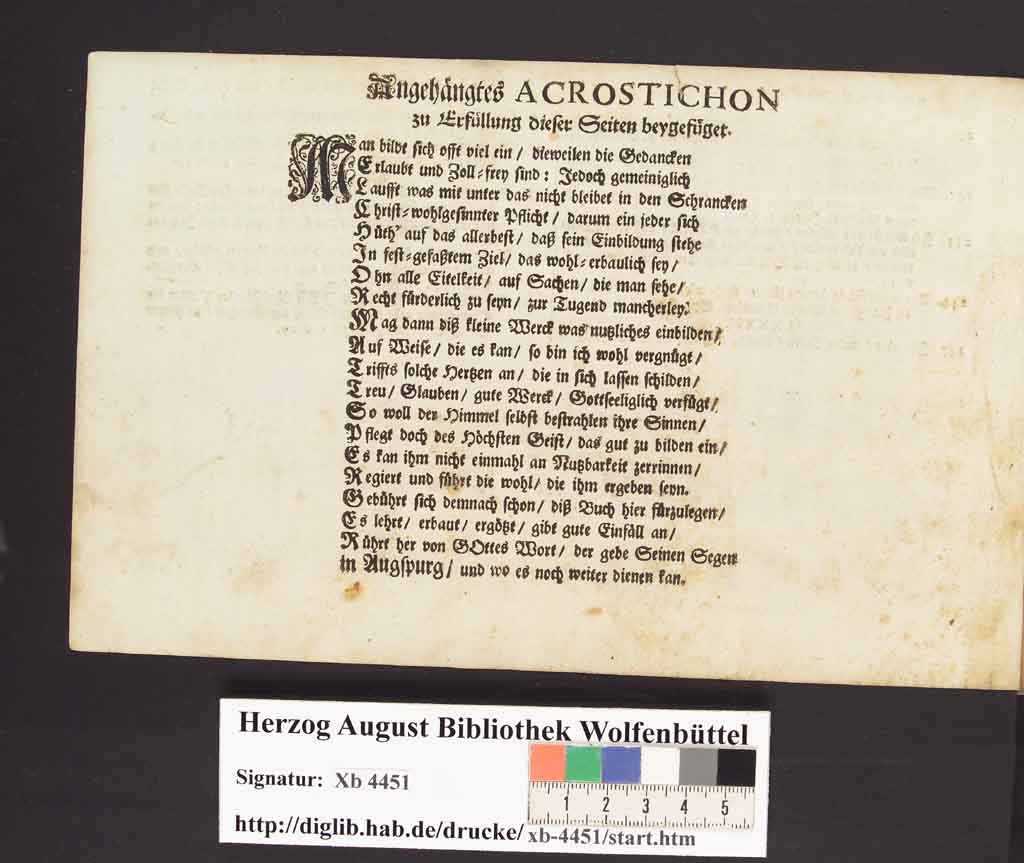 Angehängtes ACROSTICHON
zu Erfüllung dieser Seiten beygefüget.
Man bildt sich offt viel ein / dieweilen die Gedancken
Erlaubt und Zoll-frey sind: Jedoch gemeiniglich
Laufft was mit unter das nicht bleibet in den Schrancken
Christ-wohlgesinnter Pflicht / darum ein jeder sich
Hüth' auf das allerbest / daß sein Einbildung stehe
In fest-gefaßtem Ziel / das wohl-erbaulich sey /
Ohn alle Eitelkeit / auf Sachen / die man sehe /
Recht fürderlich zu seyn / zur Tugend mancherley.
Mag dann diß kleine Werck was nutzliches einbilden /
Auf Weise / die es kan / so bin ich wohl vergnügt /
Triffts solche Hertzen an / die in sich lassen schilden /
Treu / Glauben / gute Werck / Gottseeliglich verfügt /
So woll der Himmel selbst bestrahlen ihre Sinnen /
Pflegt doch des Höchsten Geist / das gut zu bilden ein /
Es kan ihm nicht einmahl an Nutzbarkeit zerrinnen /
Regiert und führt die wohl / die ihm ergeben seyn.
Gebührt sich demnach schon / diß Buch hier fürzulegen /
Es lehrt / erbaut / ergötzt / gibt gute Einfäll an /
Rührt her von GOttes Wort / der gebe Seinen Segen
in Augspurg / und wo es noch weiter dienen kan.
Herzog August Bibliothek Wolfenbüttel
Signatur: Xb 4451
1 2 3 4 5
http://diglib.hab.de/drucke/xb-4451/start.htm